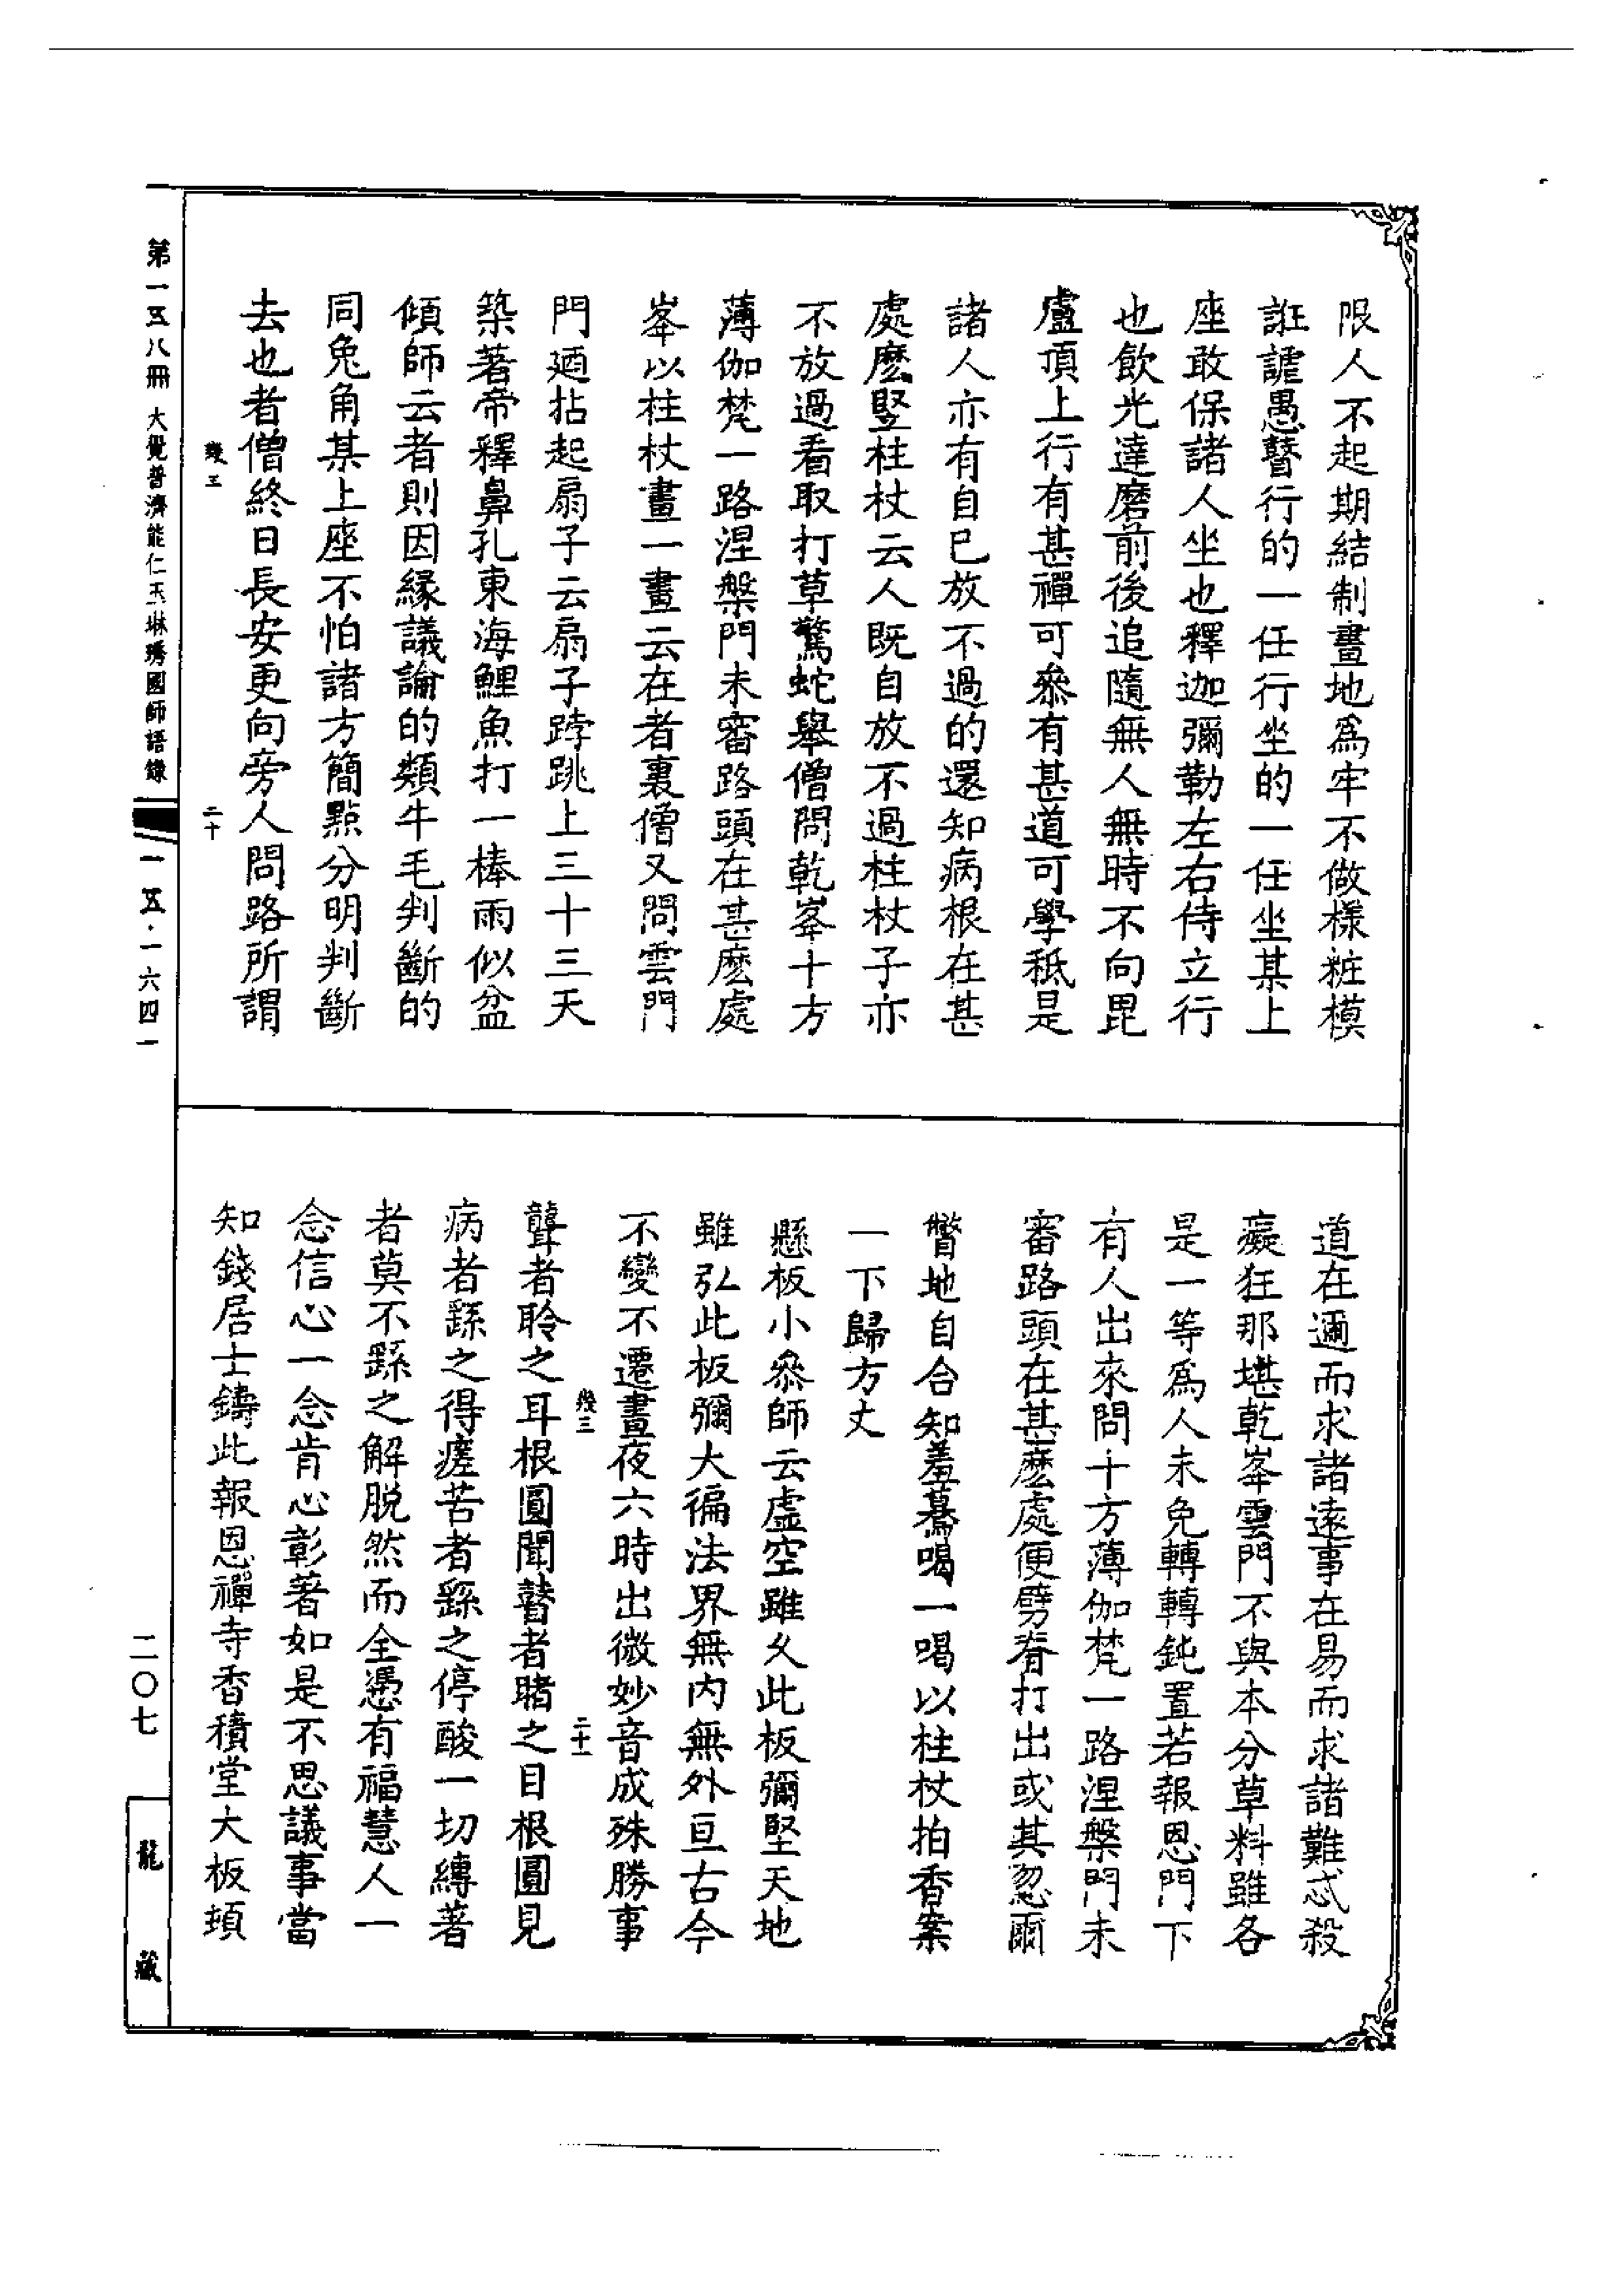 限人不起期結制畫地為牢不做樣粧模
誑謔愚瞽行的一任行坐的一任坐某上
座敢保諸人坐也釋迦彌勒左右侍立行
也飲光達磨前後追隨無人無時不向毘
盧頂上行有甚禪可叅有甚道可學秪是
諸人亦有自已放不過的還知病根在甚
處麽竪柱杖云人既自放不過柱杖子亦
不放過看取打草驚蛇舉僧問乾峯十方
薄伽梵一路涅槃門未審路頭在甚麽處
峯以柱杖畫一畫云在者裏僧又問雲門
門廼拈起扇子云扇子踍跳上三十三天
築著帝釋鼻孔東海鯉魚打一棒雨似盆
傾師云者則因緣議論的類牛毛判斷的
同兔角某上座不怕諸方簡點分明判斷
去也者僧終日長安更向旁人問路所謂
幾三
二十
道在邇而求諸遠事在易而求諸難忒殺
癡狂那堪乾峯雲門不與本分草料雖各
是一等為人未免轉轉鈍置若報恩門下
有人出來問十方薄伽梵一路涅槃門未
審路頭在甚麽處便劈脊打出或其忽爾
瞥地自合知羞驀喝一喝以柱杖拍香案
一下歸方丈
懸板小叅師云虛空雖久此板彌堅天地
雖弘此板彌大徧法界無内無外亘古今
不變不遷晝夜六時出微妙音成殊勝事
幾三
二十一
聾者聆之耳根圓聞瞽者睹之目根圓見
病者繇之得瘥苦者繇之停酸一切縛著
者莫不繇之解脱然而全憑有福慧人一
念信心一念肯心彰著如是不思議事當
知錢居士鑄此報恩禪寺香積堂大板頓
第一五八冊 大覺普濟能仁玉琳琇國師語錄
一五·一六四一
二〇七
龍藏